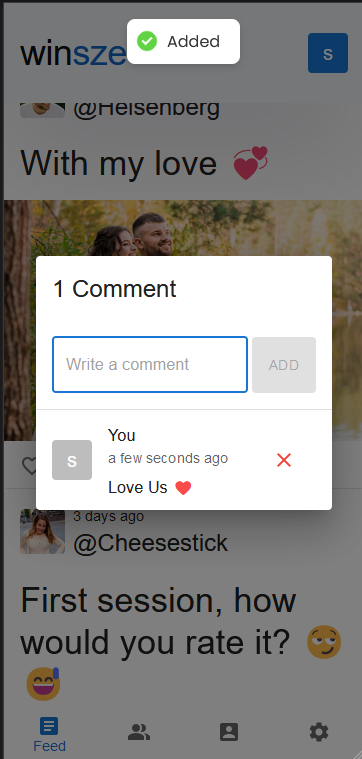 winsze
Added
S
@Heisenberg
With my love 💞
1 Comment
Write a comment
ADD
S
You
a few seconds ago
Love Us ❤️
3 days ago
@Cheesestick
First session, how
would you rate it? 😏
😅
Feed